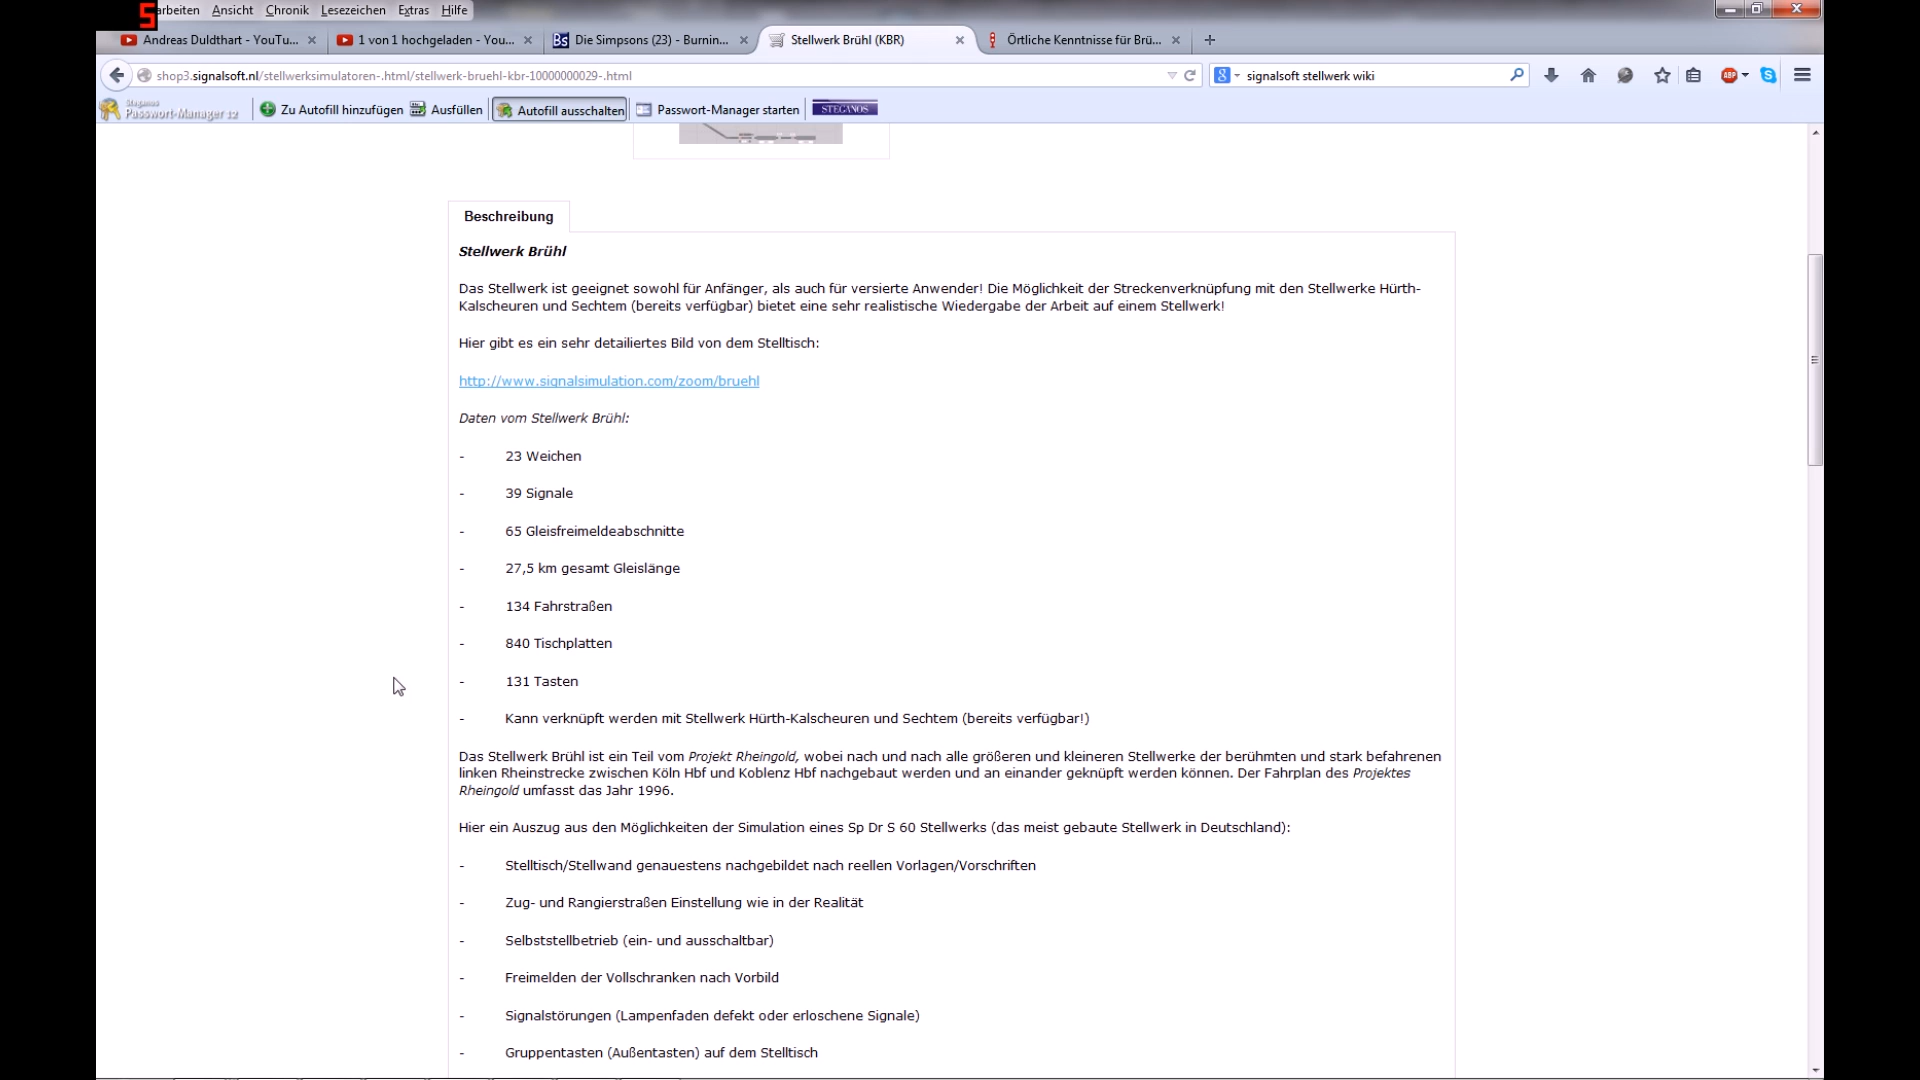 5
arbeiten Ansicht Chronik Lesezeichen Extras Hilfe
Andreas Duldthart - YouTu... 1 von 1 hochgeladen - You... Bs Die Simpsons (23) - Burnin... Stellwerk Brühl (KBR) Örtliche Kenntnisse für Brü...
shop3.signalsoft.nl/stellwerksimulatoren-.html/stellwerk-bruehl-kbr-10000000029-.html signalsoft stellwerk wiki ABP
Steganos
Passwort-Manager 12 Zu Autofill hinzufügen Ausfüllen Autofill ausschalten Passwort-Manager starten STEGANOS
Beschreibung
Stellwerk Brühl
Das Stellwerk ist geeignet sowohl für Anfänger, als auch für versierte Anwender! Die Möglichkeit der Streckenverknüpfung mit den Stellwerke Hürth-
Kalscheuren und Sechtem (bereits verfügbar) bietet eine sehr realistische Wiedergabe der Arbeit auf einem Stellwerk!
Hier gibt es ein sehr detailiertes Bild von dem Stelltisch:
http://www.signalsimulation.com/zoom/bruehl
Daten vom Stellwerk Brühl:
- 23 Weichen
- 39 Signale
- 65 Gleisfreimeldeabschnitte
- 27,5 km gesamt Gleislänge
- 134 Fahrstraßen
- 840 Tischplatten
- 131 Tasten
- Kann verknüpft werden mit Stellwerk Hürth-Kalscheuren und Sechtem (bereits verfügbar!)
Das Stellwerk Brühl ist ein Teil vom Projekt Rheingold, wobei nach und nach alle größeren und kleineren Stellwerke der berühmten und stark befahrenen
linken Rheinstrecke zwischen Köln Hbf und Koblenz Hbf nachgebaut werden und an einander geknüpft werden können. Der Fahrplan des Projektes
Rheingold umfasst das Jahr 1996.
Hier ein Auszug aus den Möglichkeiten der Simulation eines Sp Dr S 60 Stellwerks (das meist gebaute Stellwerk in Deutschland):
- Stelltisch/Stellwand genauestens nachgebildet nach reellen Vorlagen/Vorschriften
- Zug- und Rangierstraßen Einstellung wie in der Realität
- Selbststellbetrieb (ein- und ausschaltbar)
- Freimelden der Vollschranken nach Vorbild
- Signalstörungen (Lampenfaden defekt oder erloschene Signale)
- Gruppentasten (Außentasten) auf dem Stelltisch